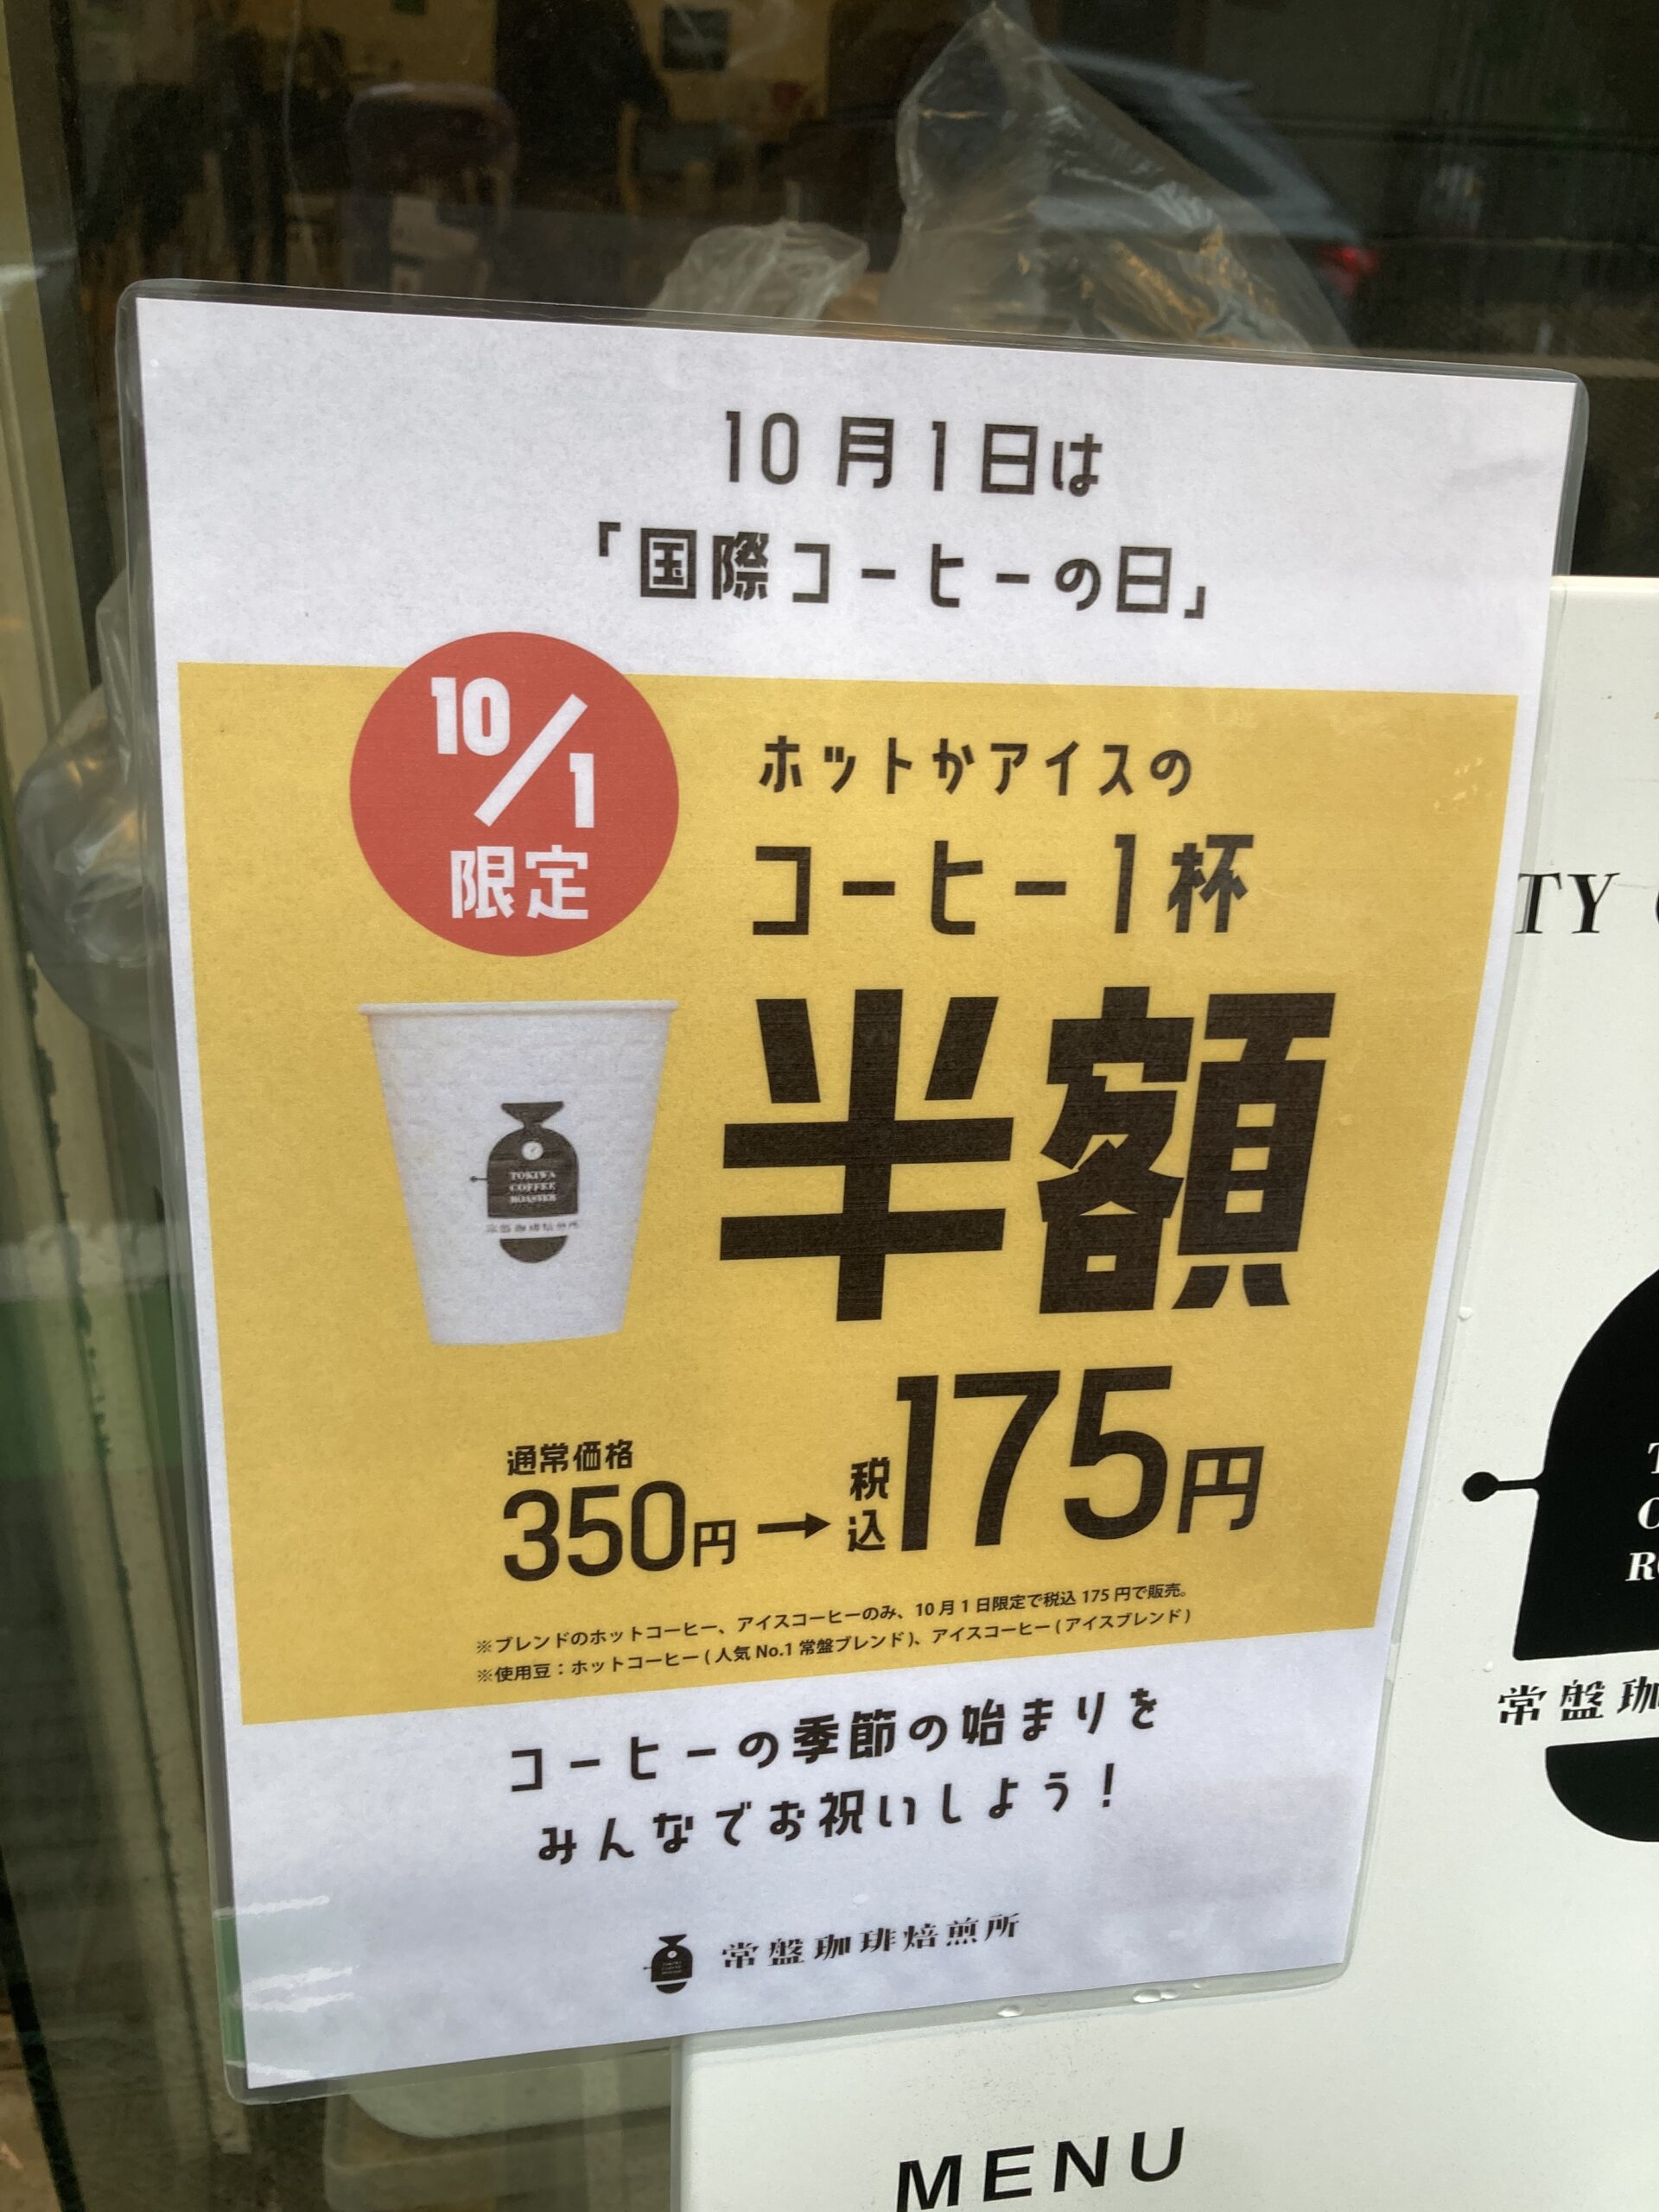 10月1日は
「国際コーヒーの日」
10/1
限定
ホットかアイスの
コーヒー1杯
半額
TOKIWA
COFFEE
ROASTER
常盤珈琲焙煎所
通常価格
350円→税込175円
※ブレンドのホットコーヒー、アイスコーヒーのみ、10月1日限定で税込175円で販売。
※使用豆：ホットコーヒー(人気No.1常盤ブレンド)、アイスコーヒー(アイスブレンド)
コーヒーの季節の始まりを
みんなでお祝いしよう！
常盤珈琲焙煎所
TY
常盤珈
MENU